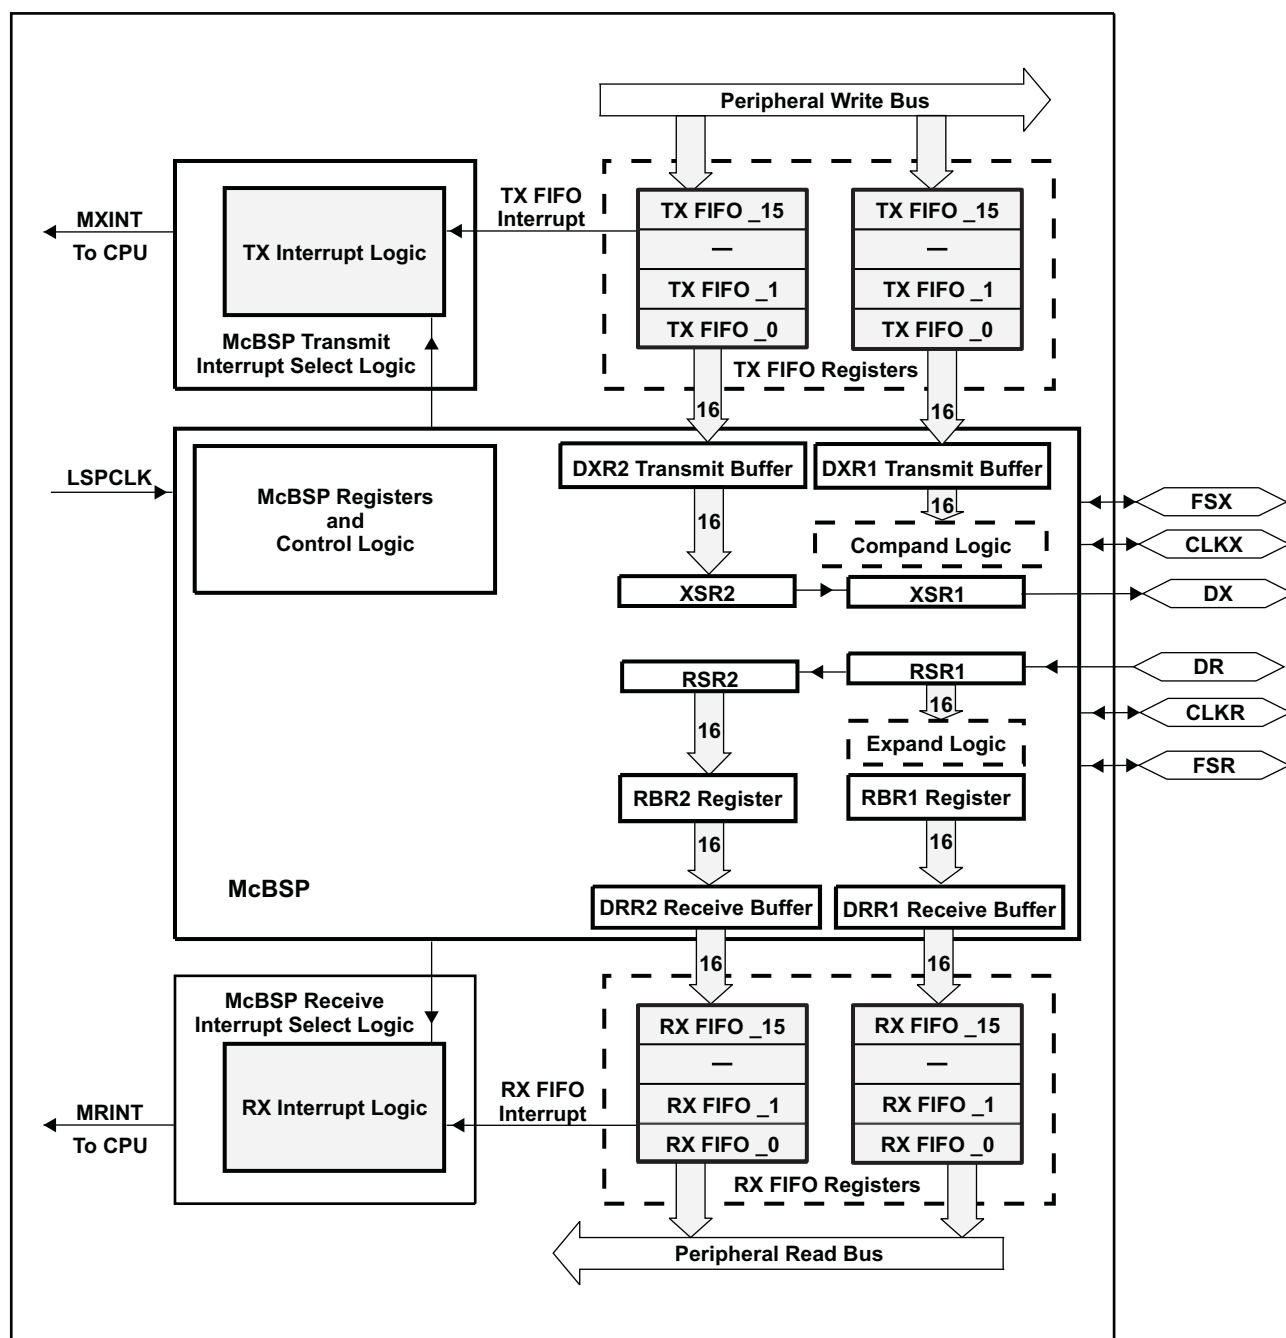 Peripheral Write Bus
MXINT
To CPU
TX Interrupt Logic
McBSP Transmit
Interrupt Select Logic
TX FIFO
Interrupt
TX FIFO _15
—
TX FIFO _1
TX FIFO _0
TX FIFO _15
—
TX FIFO _1
TX FIFO _0
TX FIFO Registers
16
16
LSPCLK
McBSP Registers
and
Control Logic
DXR2 Transmit Buffer
DXR1 Transmit Buffer
16
16
Compand Logic
XSR2
XSR1
FSX
CLKX
DX
RSR2
RSR1
DR
16
16
CLKR
Expand Logic
FSR
RBR2 Register
RBR1 Register
16
16
McBSP
DRR2 Receive Buffer
DRR1 Receive Buffer
16
16
McBSP Receive
Interrupt Select Logic
RX Interrupt Logic
MRINT
To CPU
RX FIFO
Interrupt
RX FIFO _15
—
RX FIFO _1
RX FIFO _0
RX FIFO _15
—
RX FIFO _1
RX FIFO _0
RX FIFO Registers
Peripheral Read Bus